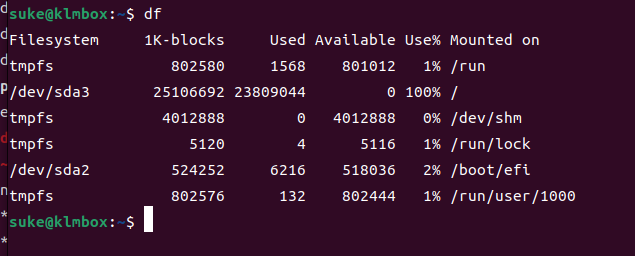 suke@klmbox:~$ df
Filesystem     1K-blocks     Used Available Use% Mounted on
tmpfs             802580     1568    801012   1% /run
/dev/sda3       25106692 23809044         0 100% /
tmpfs            4012888        0   4012888   0% /dev/shm
tmpfs               5120        4      5116   1% /run/lock
/dev/sda2         524252     6216    518036   2% /boot/efi
tmpfs             802576      132    802444   1% /run/user/1000
suke@klmbox:~$